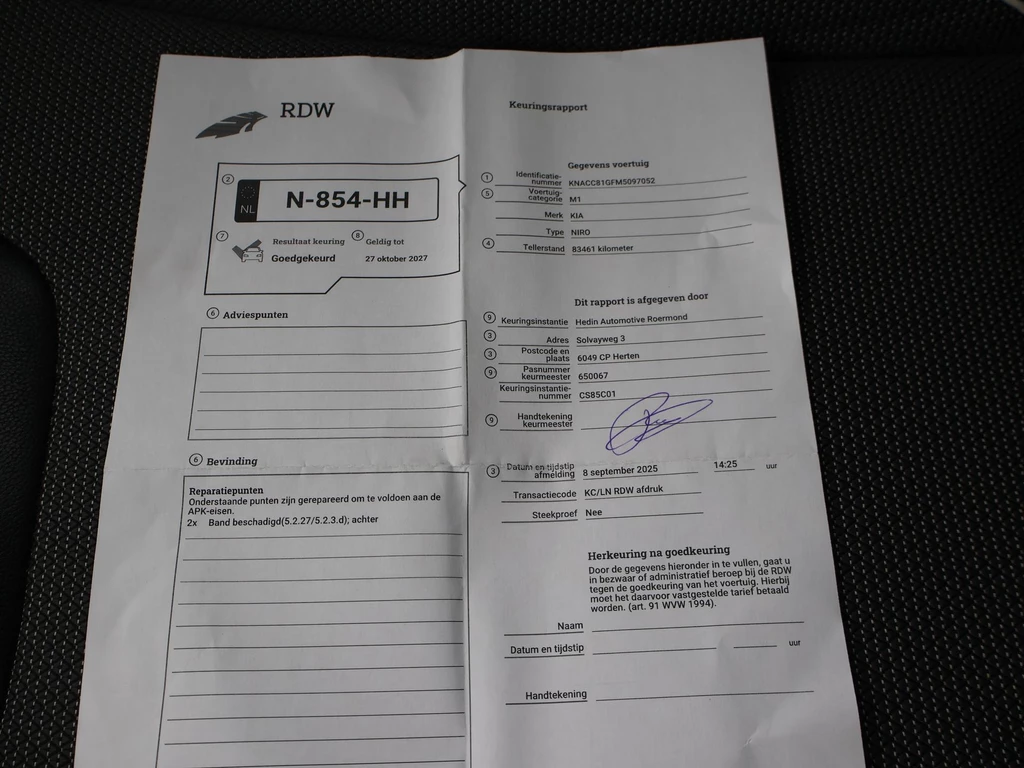 RDW
Keuringsrapport
2
NL
N-854-HH
7
Resultaat keuring
Goedgekeurd
8
Geldig tot
27 oktober 2027
6 Adviespunten
6 Bevinding
Reparatiepunten
Onderstaande punten zijn gerepareerd om te voldoen aan de
APK-eisen.
2x Band beschadigd(5.2.27/5.2.3.d); achter
Gegevens voertuig
1 Identificatie-
nummer KNACC81GFM5097052
5 Voertuig-
categorie M1
Merk KIA
Type NIRO
4 Tellerstand 83461 kilometer
Dit rapport is afgegeven door
9 Keuringsinstantie Hedin Automotive Roermond
3 Adres Solvayweg 3
3 Postcode en
plaats 6049 CP Herten
9 Pasnummer
keurmeester 650067
Keuringsinstantie-
nummer CS85C01
9 Handtekening
keurmeester
3 Datum en tijdstip
afmelding 8 september 2025 14:25 uur
Transactiecode KC/LN RDW afdruk
Steekproef Nee
Herkeuring na goedkeuring
Door de gegevens hieronder in te vullen, gaat u
in bezwaar of administratief beroep bij de RDW
tegen de goedkeuring van het voertuig. Hierbij
moet het daarvoor vastgestelde tarief betaald
worden. (art. 91 WVW 1994).
Naam
Datum en tijdstip uur
Handtekening